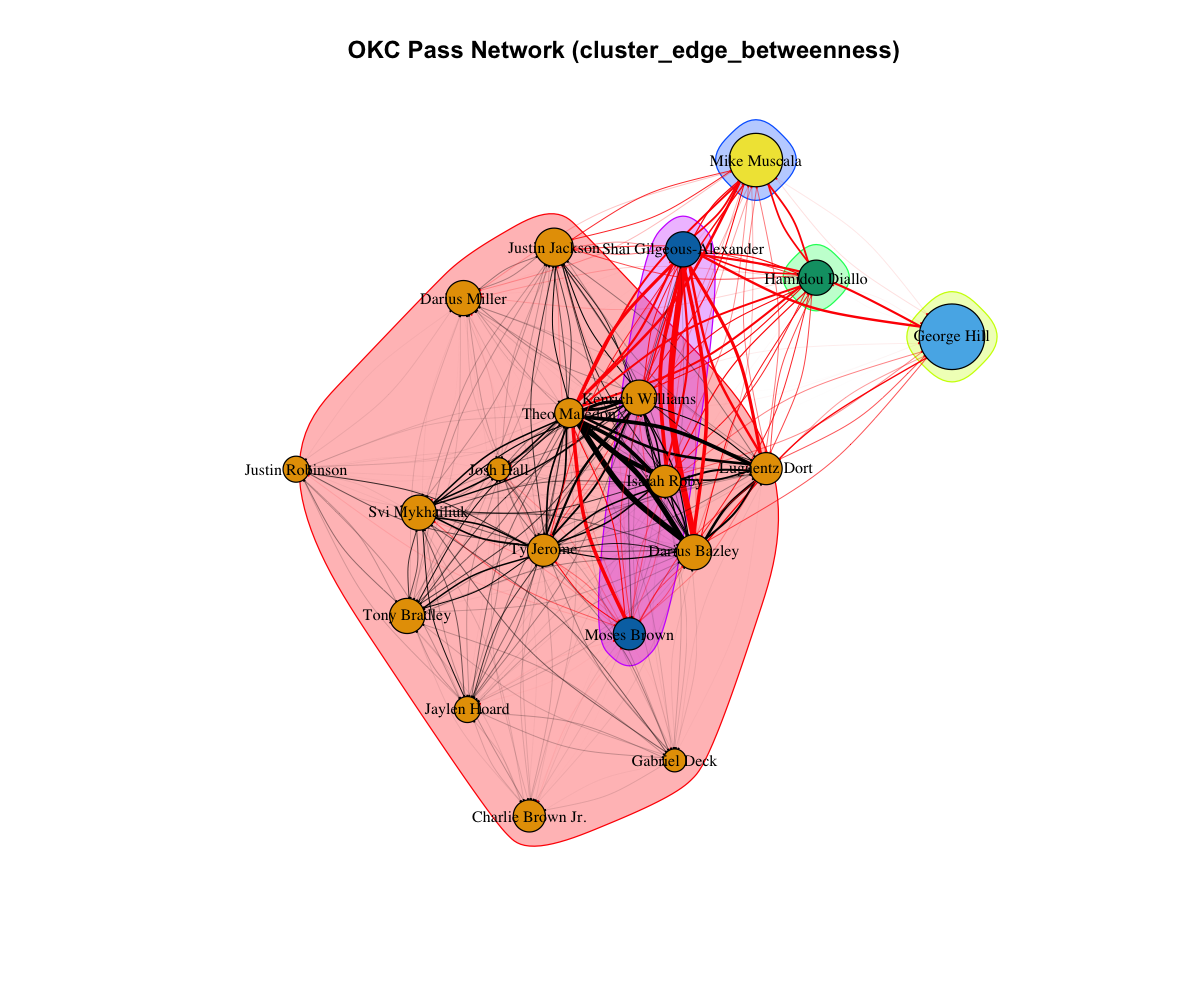 OKC Pass Network (cluster_edge_betweenness)
Mike Muscala
Justin Jackson
Shai Gilgeous-Alexander
Hamidou Diallo
Darius Miller
George Hill
Kenrich Williams
Theo Maledon
Justin Robinson
Josh Hall
Luguentz Dort
Isaiah Roby
Svi Mykhailiuk
Ty Jerome
Darius Bazley
Tony Bradley
Moses Brown
Jaylen Hoard
Gabriel Deck
Charlie Brown Jr.